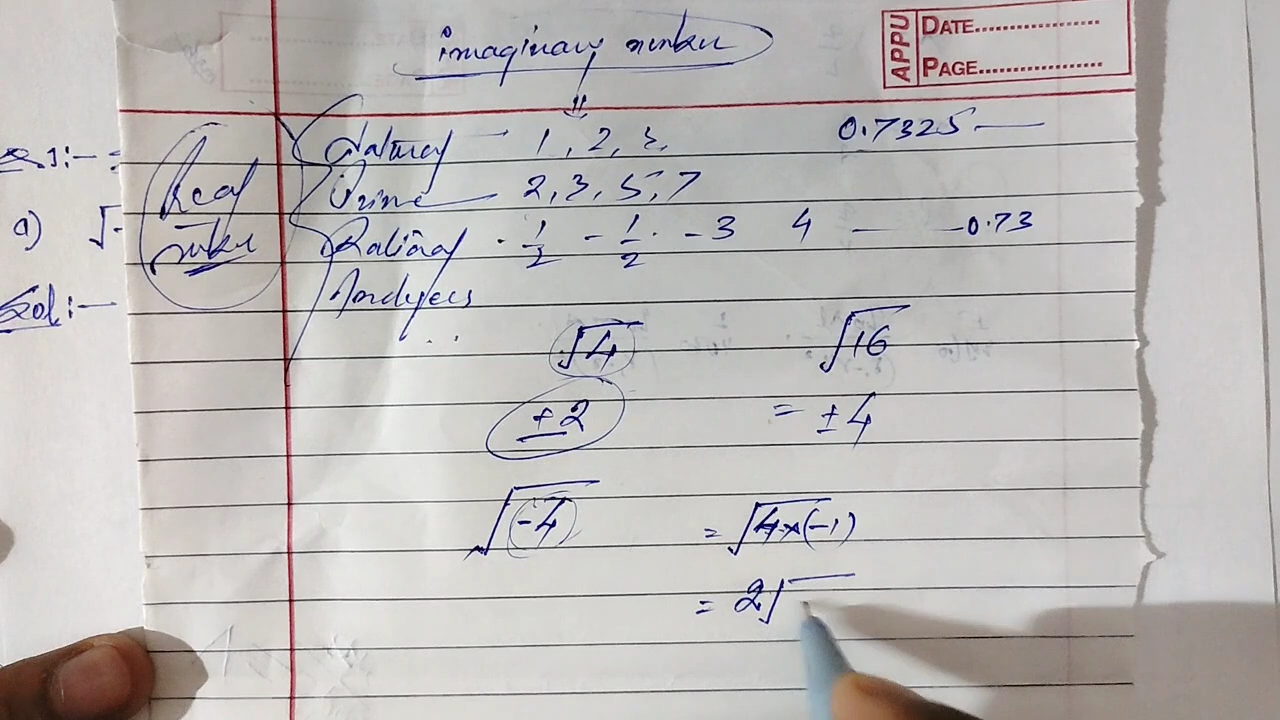 imaginary number
APPU
DATE....................
PAGE....................
Real number
Natural — 1, 2, 3,
0.7325 —
Prime — 2, 3, 5, 7
Rational · 1/2 - 1/2 · -3 4 — -0.73
Q1:-
a) √-
Sol:-
√4 √16
±2 = ±4
√(-4) = √4×(-1)
= 2√